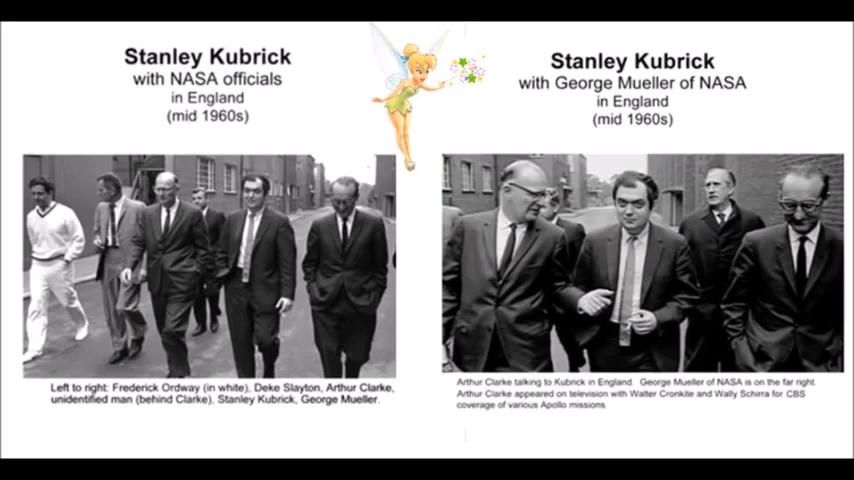 Stanley Kubrick
with NASA officials
in England
(mid 1960s)
Left to right: Frederick Ordway (in white), Deke Slayton, Arthur Clarke,
unidentified man (behind Clarke), Stanley Kubrick, George Mueller.
Stanley Kubrick
with George Mueller of NASA
in England
(mid 1960s)
Arthur Clarke talking to Kubrick in England. George Mueller of NASA is on the far right.
Arthur Clarke appeared on television with Walter Cronkite and Wally Schirra for CBS
coverage of various Apollo missions.